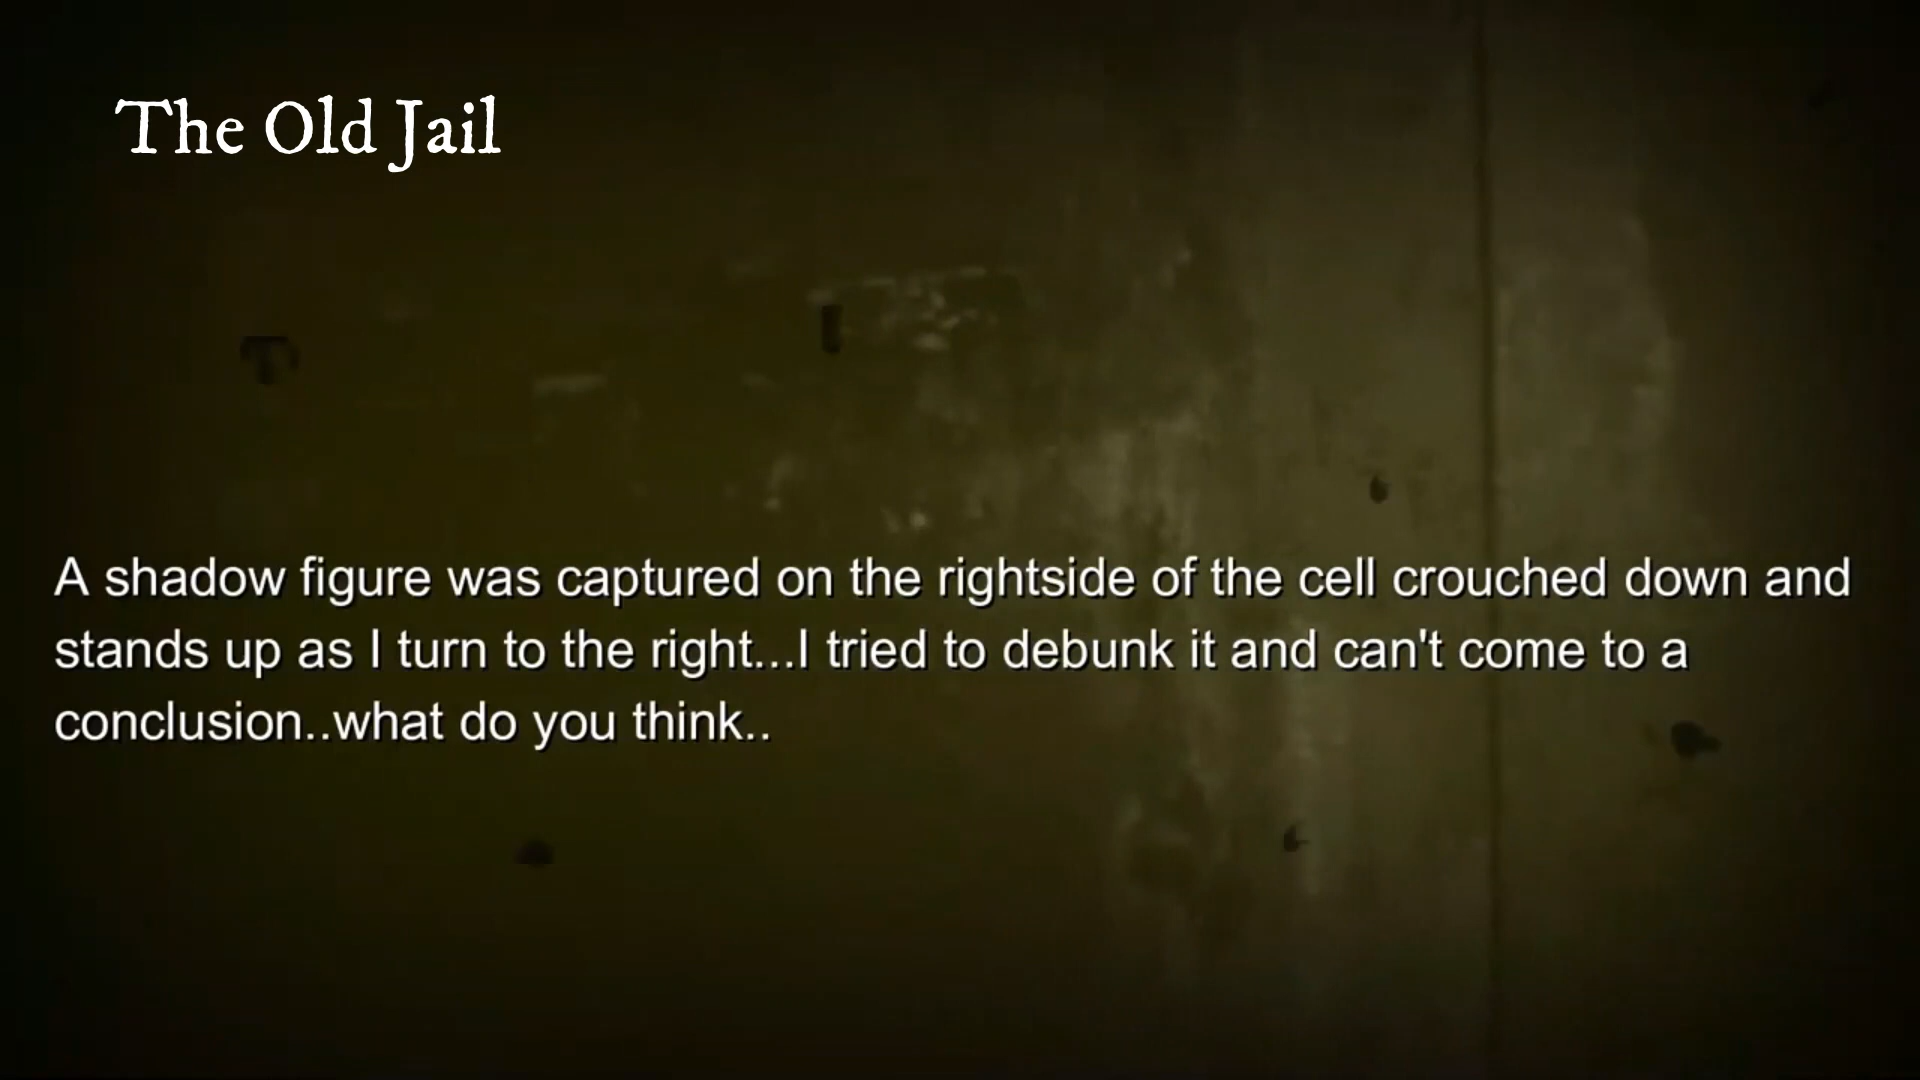 The Old Jail
A shadow figure was captured on the rightside of the cell crouched down and
stands up as I turn to the right...I tried to debunk it and can't come to a
conclusion..what do you think..